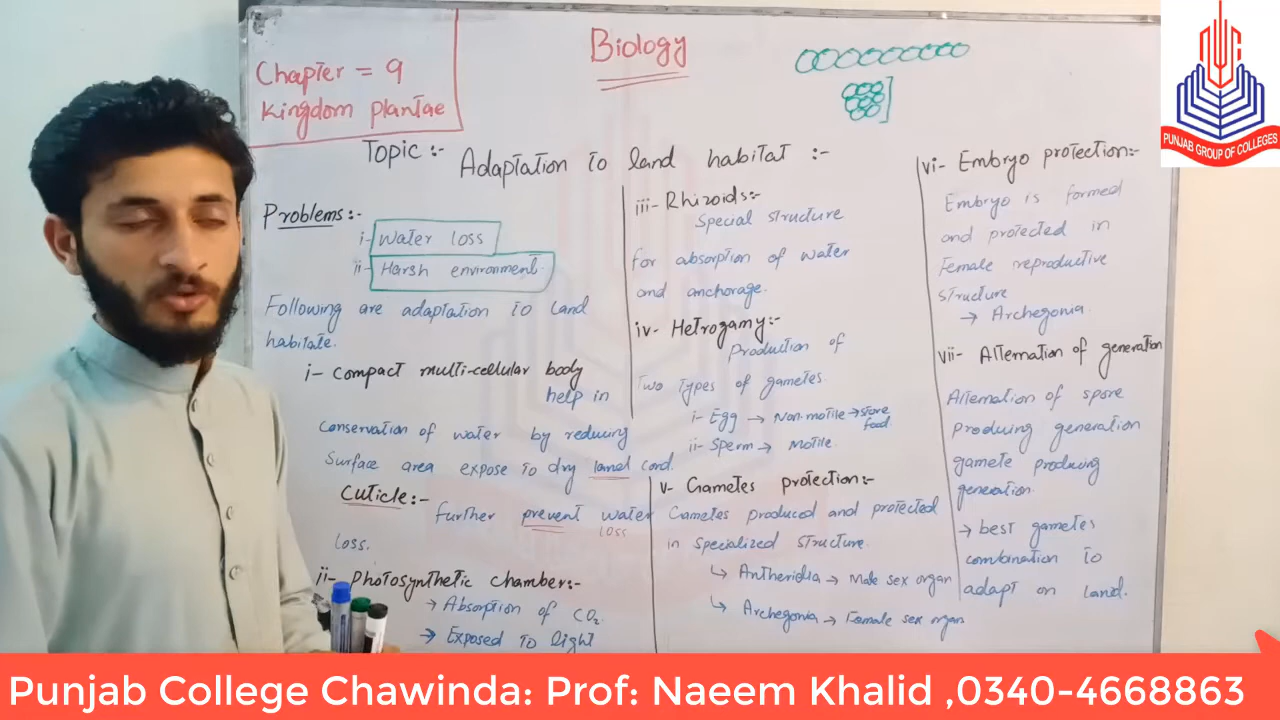 Biology
Chapter = 9
Kingdom plantae
Topic :- Adaptation to land habitat :-
Problems:-
i- Water loss
ii- Harsh environment.
Following are adaptation to land
habitate.
i- compact multi-cellular body
help in
conservation of water by reducing
surface area expose to dry land cord.
Cuticle:-
further prevent water
loss
loss.
ii- Photosynthetic chamber:-
→ Absorption of CO2.
→ Exposed to light
iii- Rhizoids:-
Special structure
for absorption of water
and anchorage.
iv- Hetrogamy:-
Production of
Two types of gametes.
i- Egg → Non-motile → store
food.
ii- Sperm → Motile.
v- Gametes protection:-
Gametes produced and protected
in specialized structure.
↳ Antheridia → Male sex organ
↳ Archegonia → Female sex organ
vi- Embryo protection:-
Embryo is formed
and protected in
Female reproductive
structure
→ Archegonia.
vii- Alternation of generation
Alternation of spore
producing generation
gamete producing
generation.
→ best gametes
combination to
adapt on land.
PUNJAB GROUP OF COLLEGES
Punjab College Chawinda: Prof: Naeem Khalid ,0340-4668863